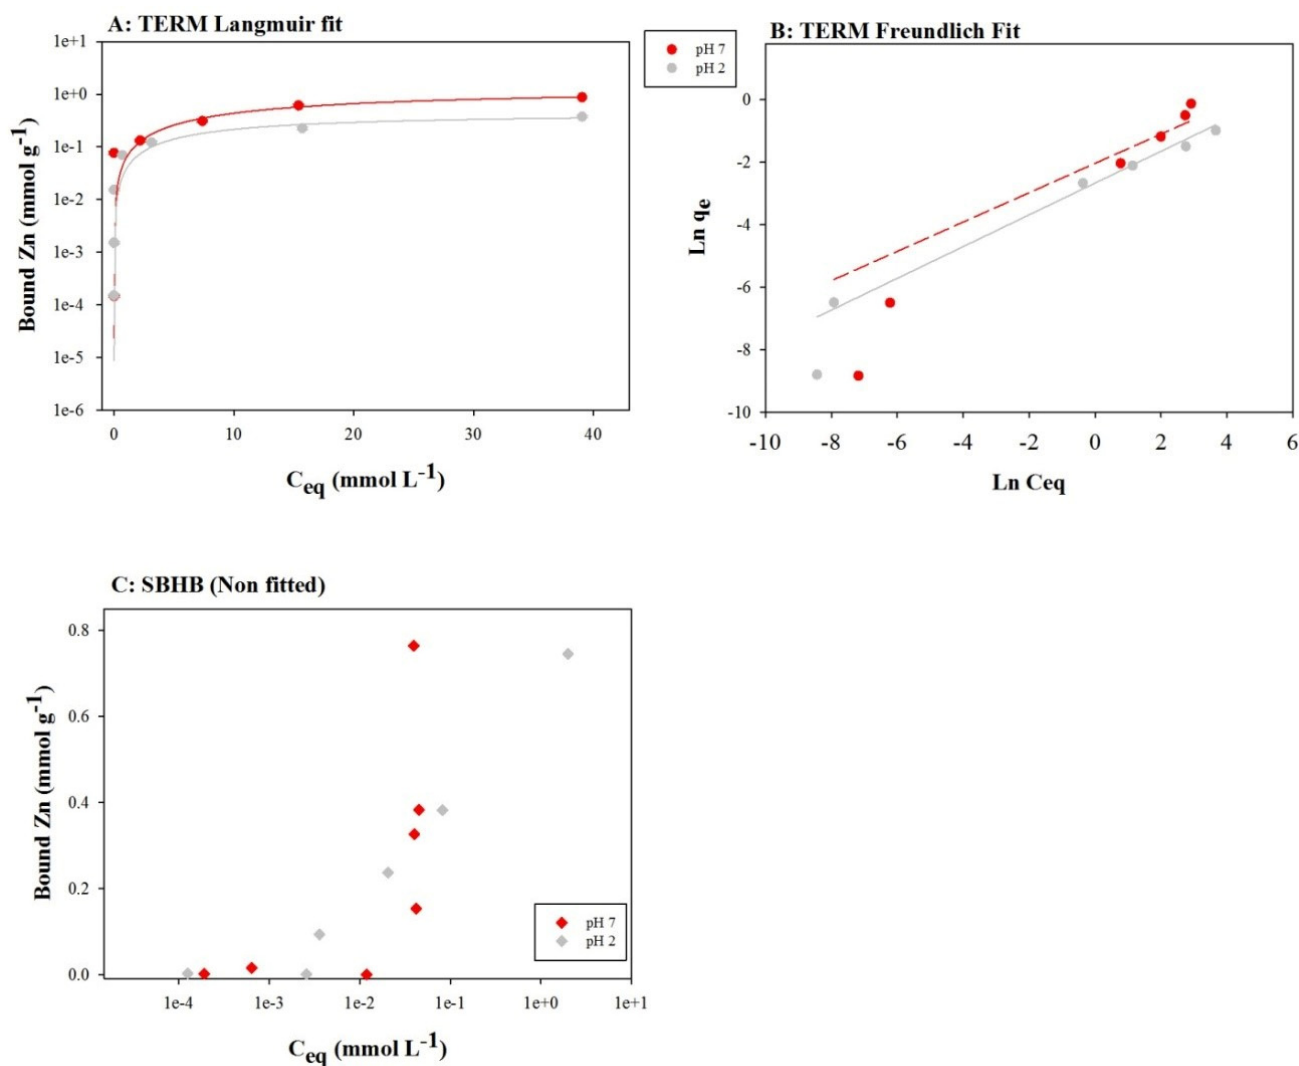 A: TERM Langmuir fit
1e+1
1e+0
1e-1
1e-2
1e-3
1e-4
1e-5
1e-6
Bound Zn (mmol g-1)
0 10 20 30 40
Ceq (mmol L-1)
pH 7
pH 2
B: TERM Freundlich Fit
0
-2
-4
-6
-8
-10
Ln qe
-10 -8 -6 -4 -2 0 2 4 6
Ln Ceq
C: SBHB (Non fitted)
0.8
0.6
0.4
0.2
0.0
Bound Zn (mmol g-1)
pH 7
pH 2
1e-4 1e-3 1e-2 1e-1 1e+0 1e+1
Ceq (mmol L-1)